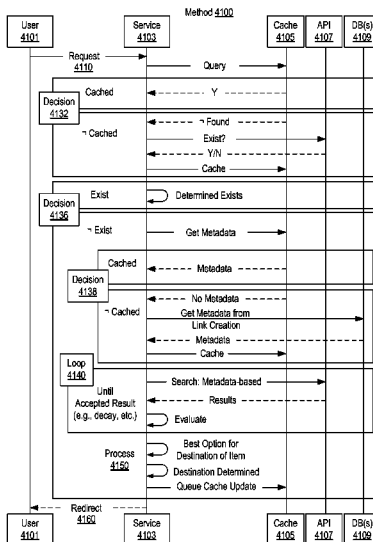 Method 4100
User
4101
Service
4103
Cache
4105
API
4107
DB(s)
4109
Request
4110
Query
Cached
Y
Decision
4132
¬ Found
¬ Cached
Exist?
Y/N
Cache
Exist
Determined Exists
Decision
4136
¬ Exist
Get Metadata
Cached
Metadata
Decision
4138
No Metadata
¬ Cached
Get Metadata from
Link Creation
Metadata
Cache
Loop
4140
Search: Metadata-based
Until
Accepted Result
(e.g., decay, etc.)
Results
Evaluate
Process
4150
Best Option for
Destination of Item
Destination Determined
Queue Cache Update
Redirect
4160
User
4101
Service
4103
Cache
4105
API
4107
DB(s)
4109